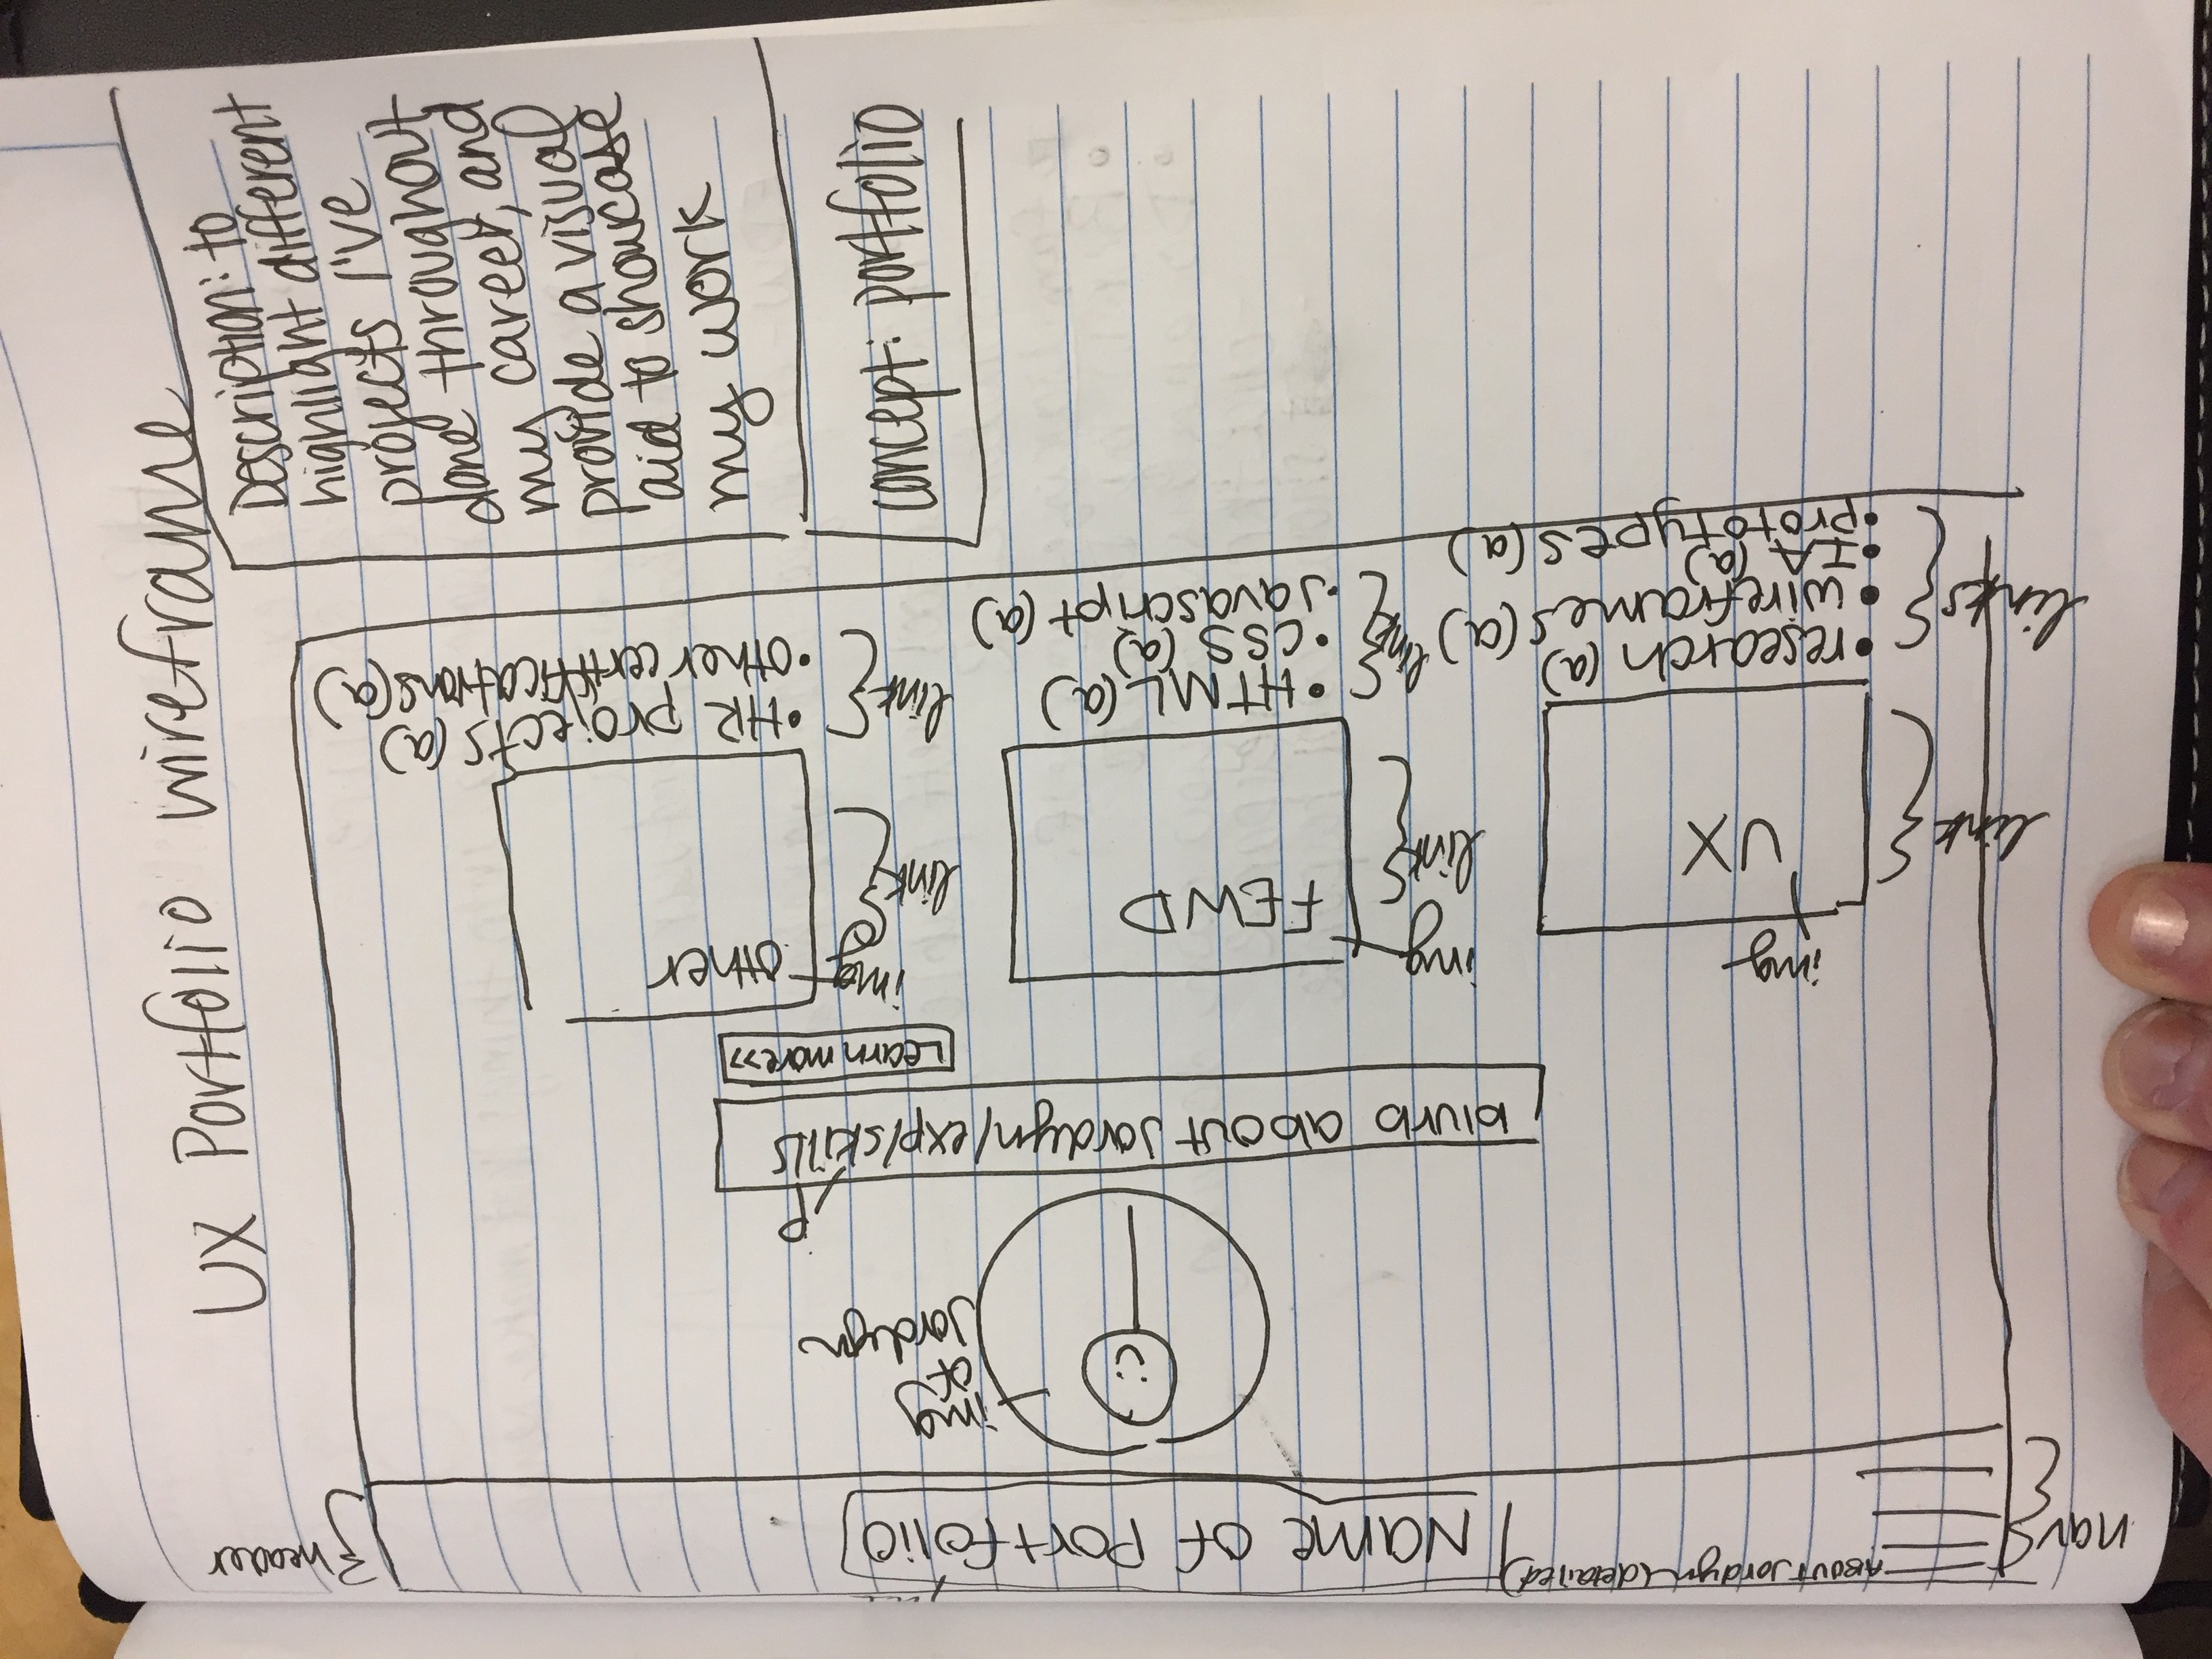 nav
ABOUT Jordyn (detailed)
Name of Portfolio
header
img
of
Jordyn
p
blurb about Jordyn/exp/skills
Learn more>>
img
UX
link
links
•research (a)
•wireframes (a)
•IA (a)
•prototypes (a)
img
FEWD
link
link
•HTML (a)
•CSS (a)
•Javascript (a)
img
other
link
link
•HR projects (a)
•other certifications (a)
UX Portfolio Wireframe
Description: to
highlight different
projects I've
done throughout
my career, and
provide a visual
aid to showcase
my work
concept: portfolio